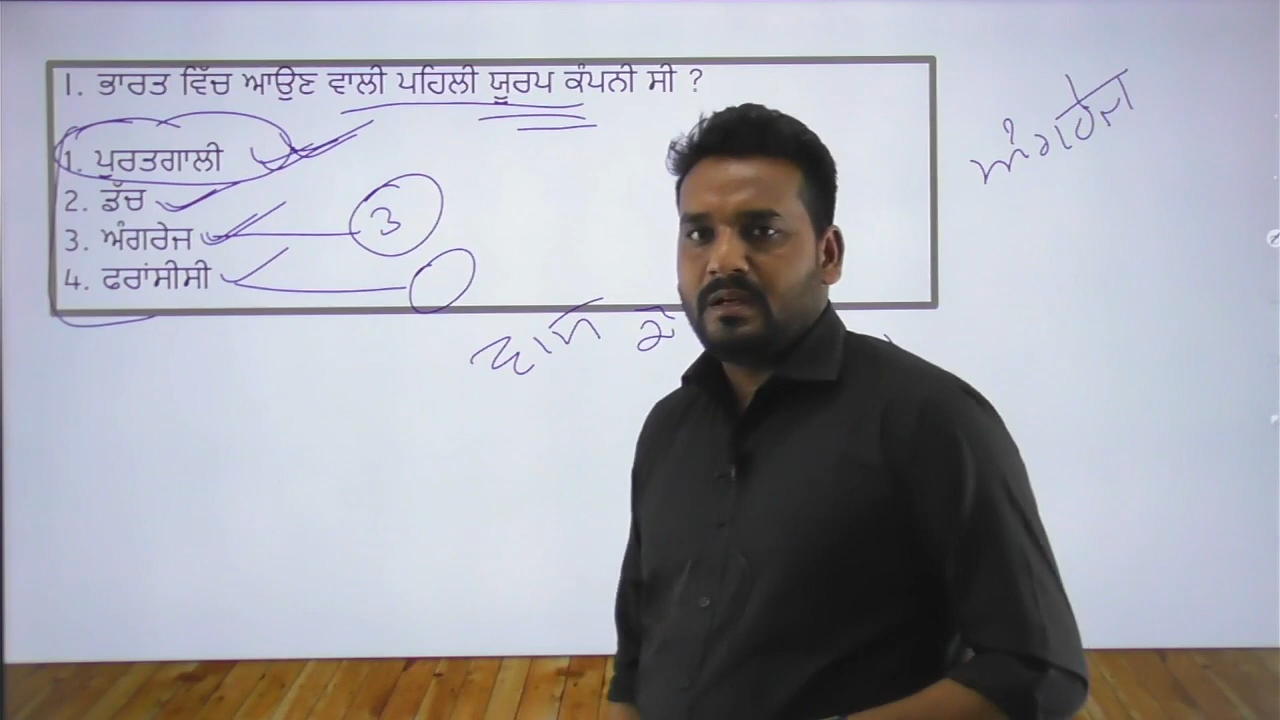 1. ਭਾਰਤ ਵਿੱਚ ਆਉਣ ਵਾਲੀ ਪਹਿਲੀ ਯੂਰਪ ਕੰਪਨੀ ਸੀ ?
1. ਪੁਰਤਗਾਲੀ
2. ਡੱਚ
3. ਅੰਗਰੇਜ
3
4. ਫਰਾਂਸੀਸੀ
ਅੰਗਰੇਜ